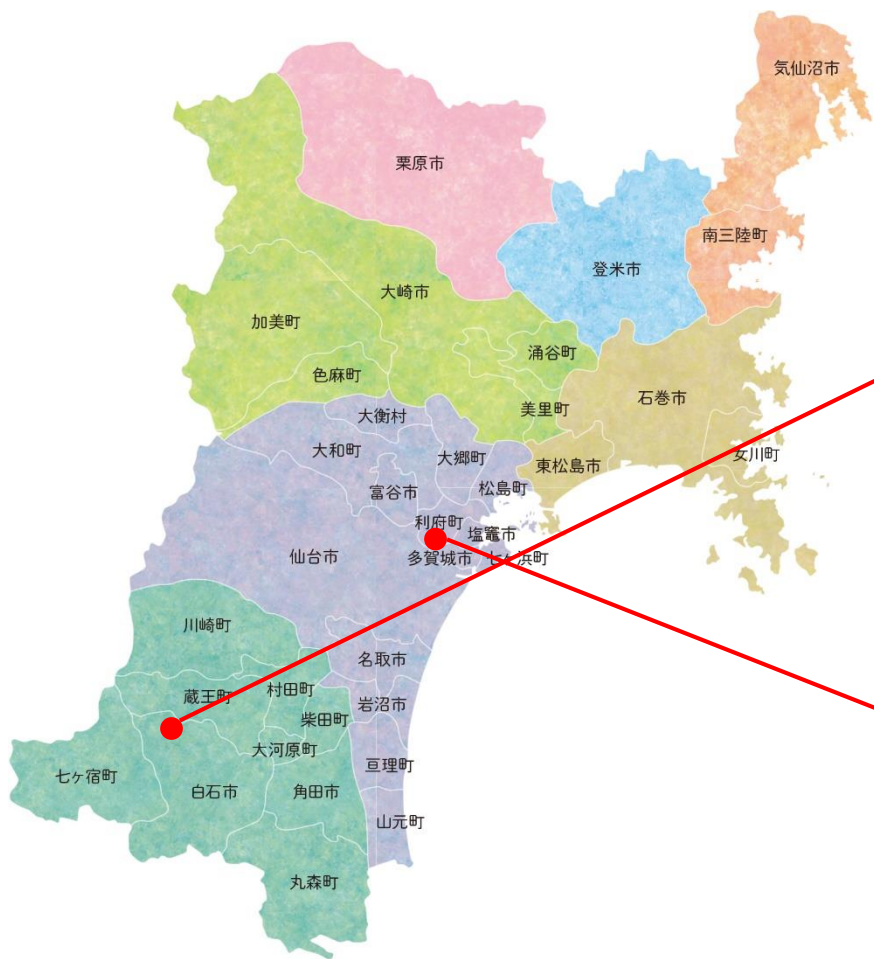 気仙沼市
栗原市
南三陸町
登米市
大崎市
加美町
涌谷町
色麻町
石巻市
美里町
大衡村
大和町
大郷町
女川町
東松島市
富谷市
松島町
利府町
塩竈市
仙台市
多賀城市
七ヶ浜町
川崎町
名取市
村田町
蔵王町
岩沼市
柴田町
大河原町
亘理町
七ヶ宿町
白石市
角田市
山元町
丸森町